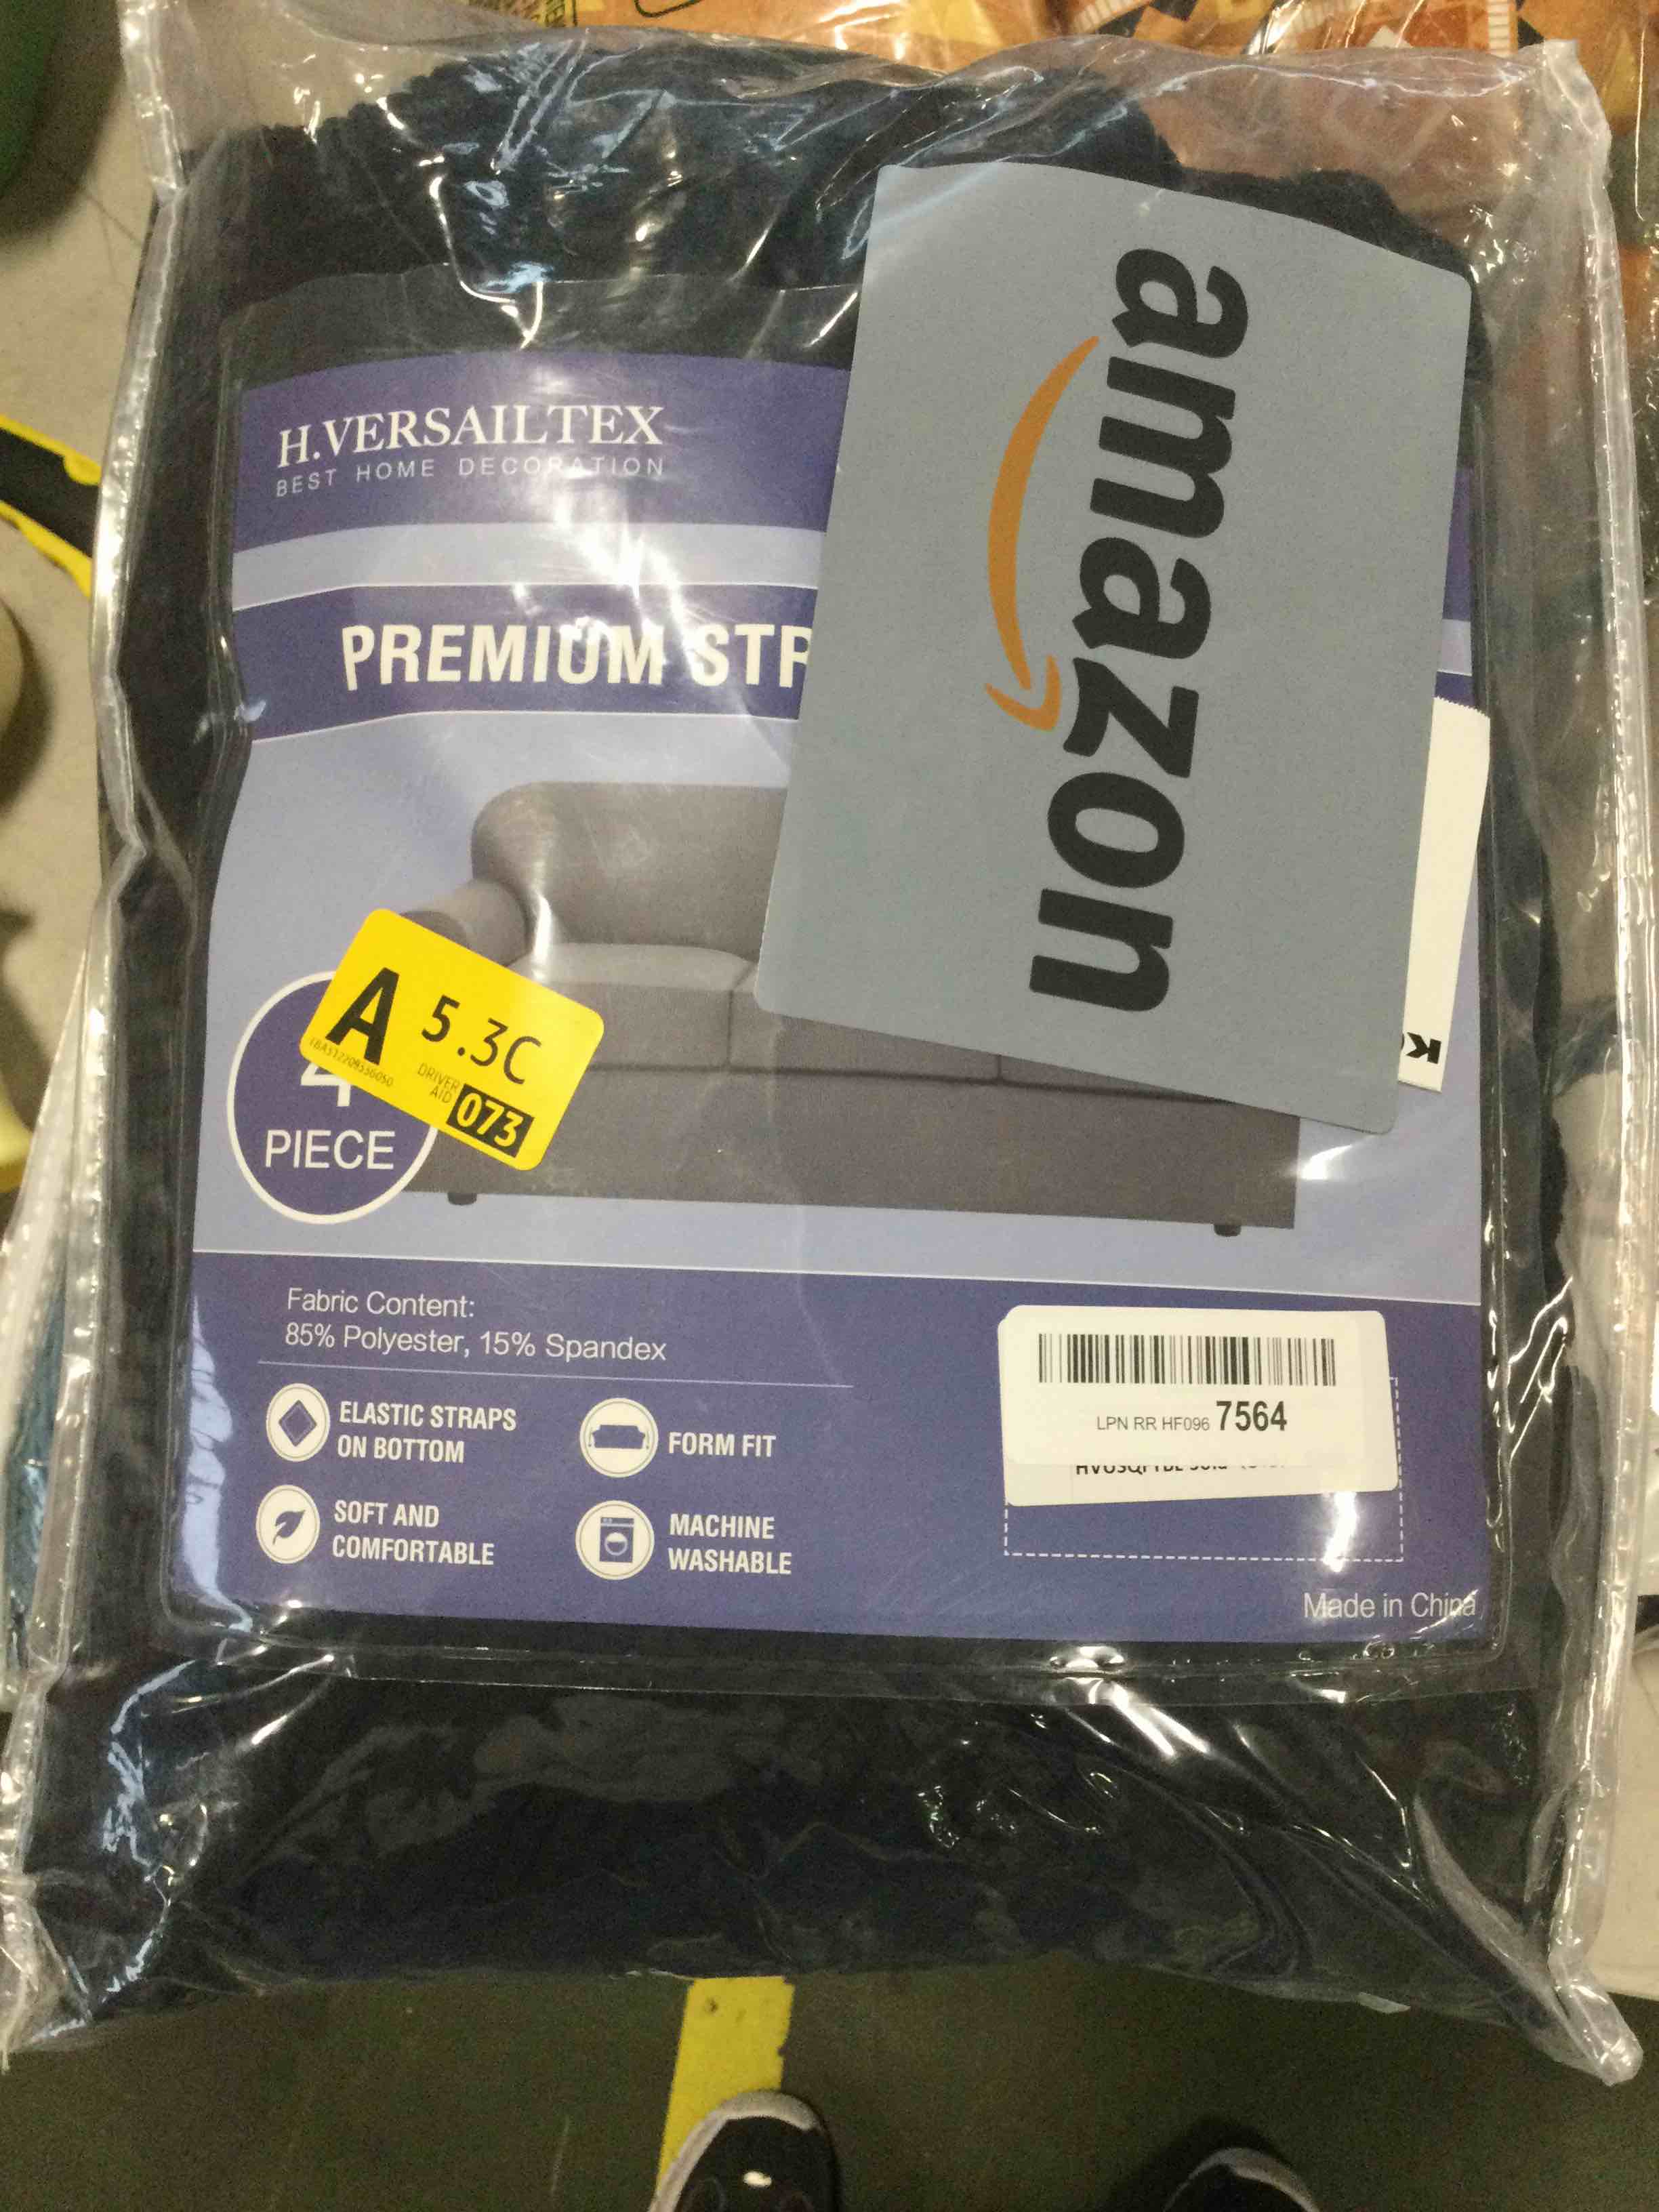 H.VERSAILTEX
BEST HOME DECORATION
PREMIUM STR
amazon
A 5.3C
DRIVER
AID 073
4
PIECE
Fabric Content:
85% Polyester, 15% Spandex
ELASTIC STRAPS
ON BOTTOM
FORM FIT
SOFT AND
COMFORTABLE
MACHINE
WASHABLE
LPN RR HF096 7564
Made in China